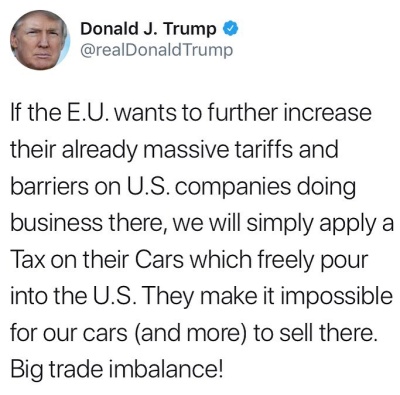 Donald J. Trump
@realDonaldTrump
If the E.U. wants to further increase
their already massive tariffs and
barriers on U.S. companies doing
business there, we will simply apply a
Tax on their Cars which freely pour
into the U.S. They make it impossible
for our cars (and more) to sell there.
Big trade imbalance!